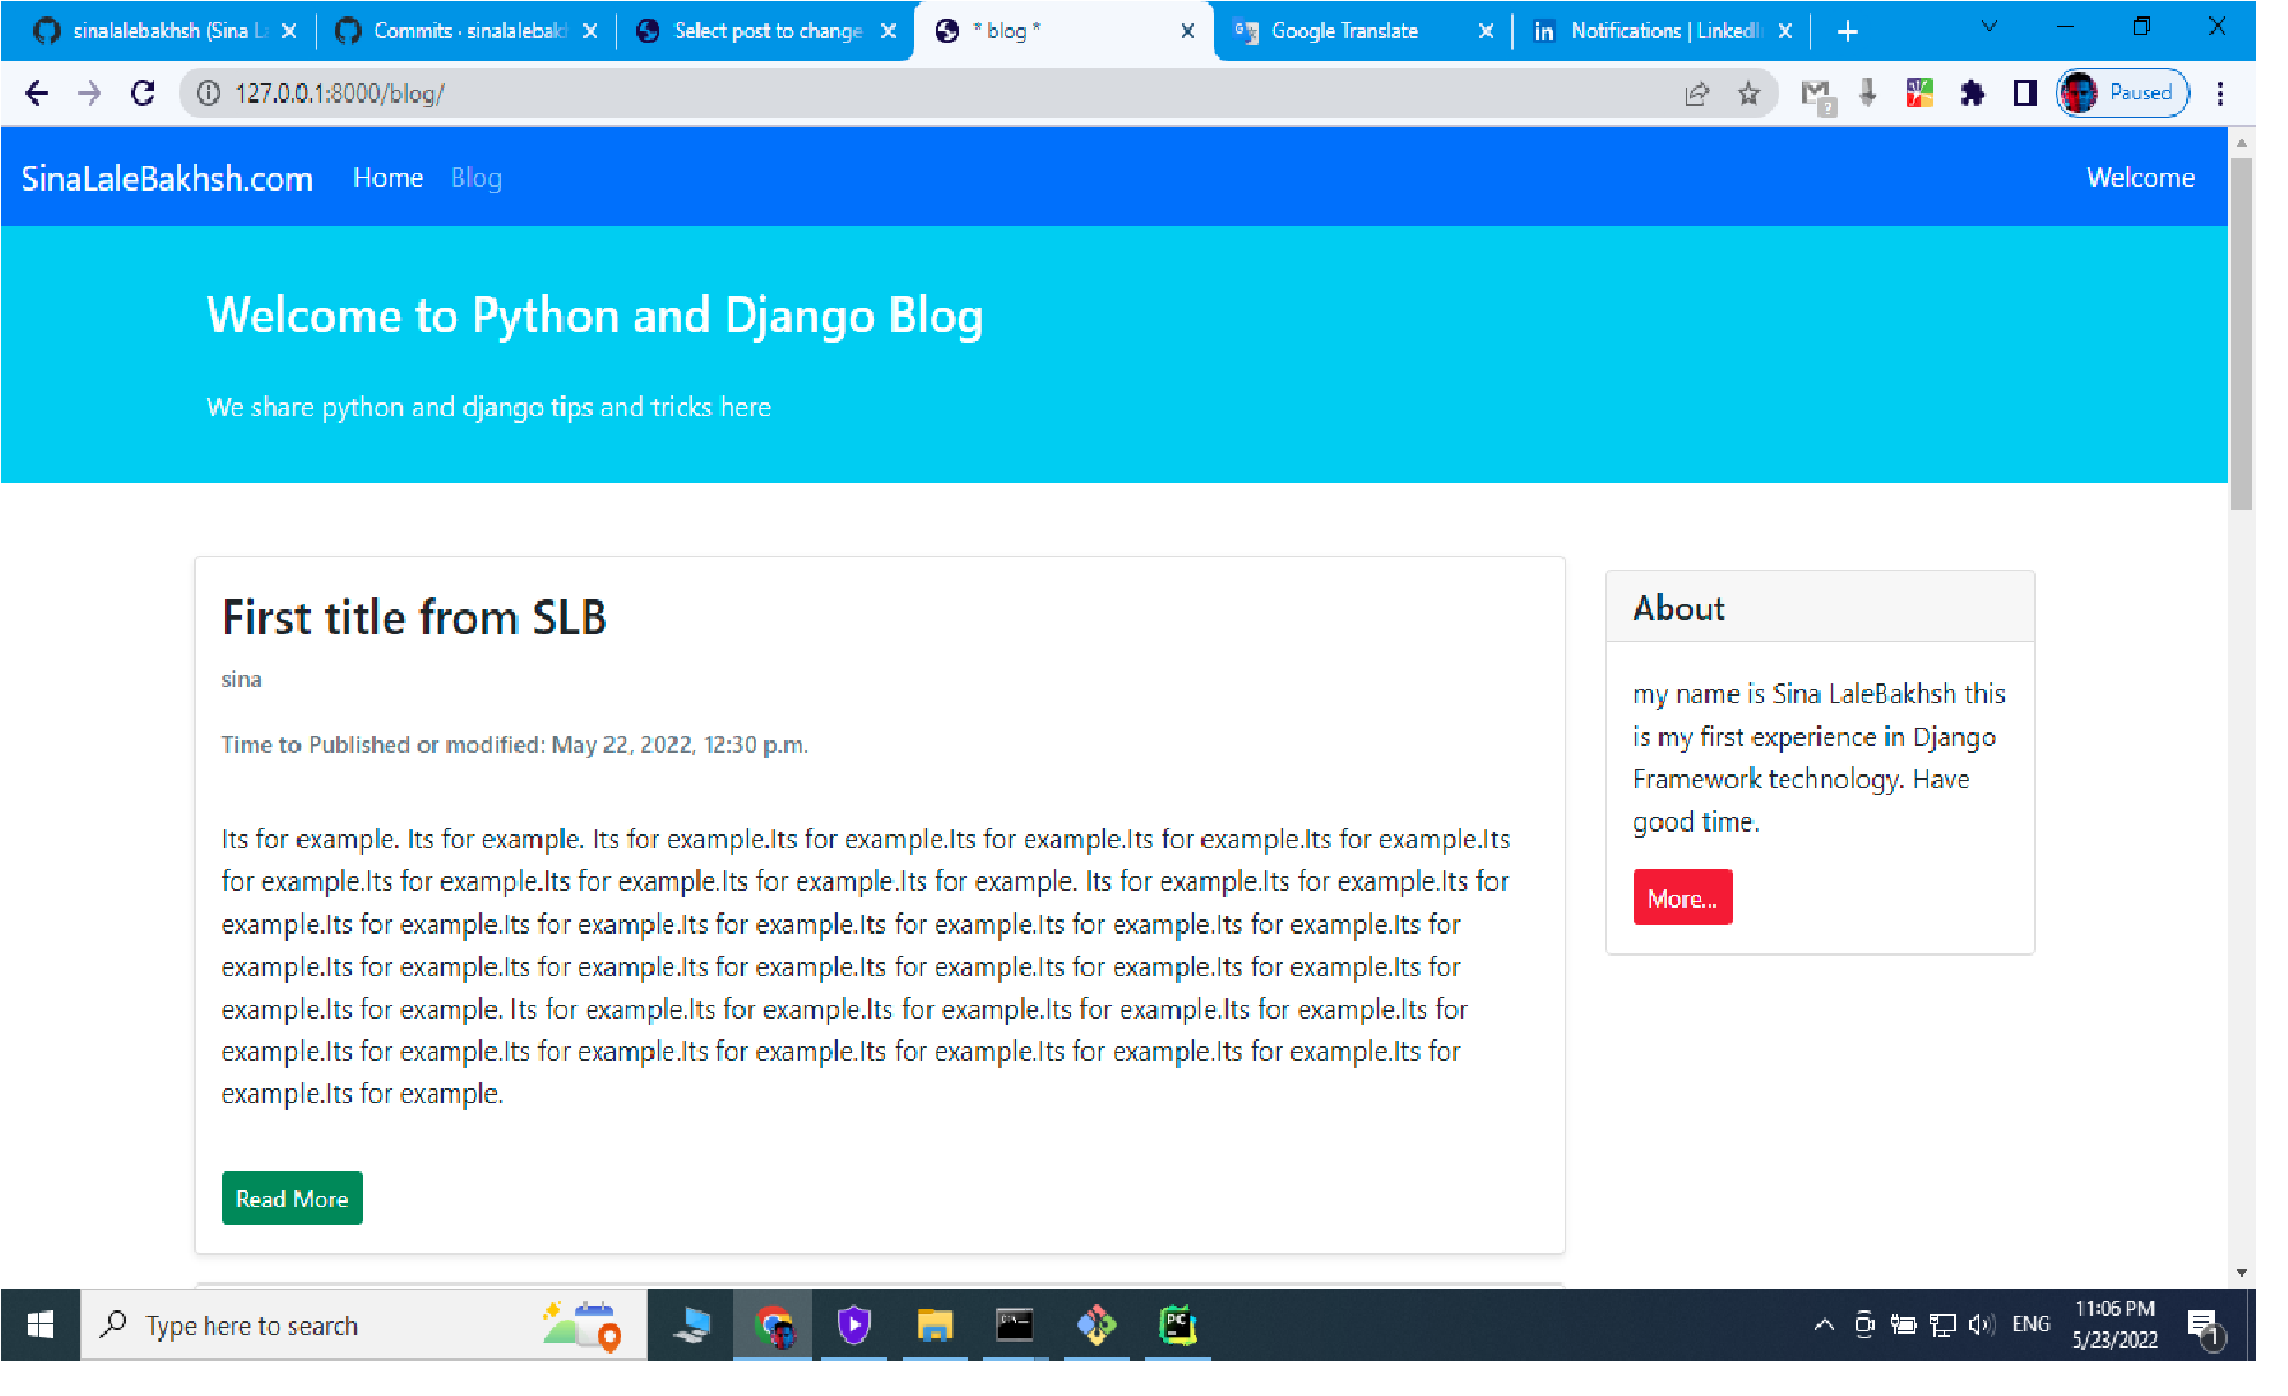 sinalalebakhsh (Sina L
Commits · sinalalebak
Select post to change
* blog *
Google Translate
Notifications | LinkedI
127.0.0.1:8000/blog/
Paused
SinaLaleBakhsh.com Home Blog Welcome
Welcome to Python and Django Blog
We share python and django tips and tricks here
First title from SLB
sina
Time to Published or modified: May 22, 2022, 12:30 p.m.
Its for example. Its for example. Its for example.Its for example.Its for example.Its for example.Its for example.Its
for example.Its for example.Its for example.Its for example.Its for example. Its for example.Its for example.Its for
example.Its for example.Its for example.Its for example.Its for example.Its for example.Its for example.Its for
example.Its for example.Its for example.Its for example.Its for example.Its for example.Its for example.Its for
example.Its for example. Its for example.Its for example.Its for example.Its for example.Its for example.Its for
example.Its for example.Its for example.Its for example.Its for example.Its for example.Its for example.Its for
example.Its for example.
Read More
About
my name is Sina LaleBakhsh this
is my first experience in Django
Framework technology. Have
good time.
More...
Type here to search
ENG
11:06 PM
5/23/2022
1